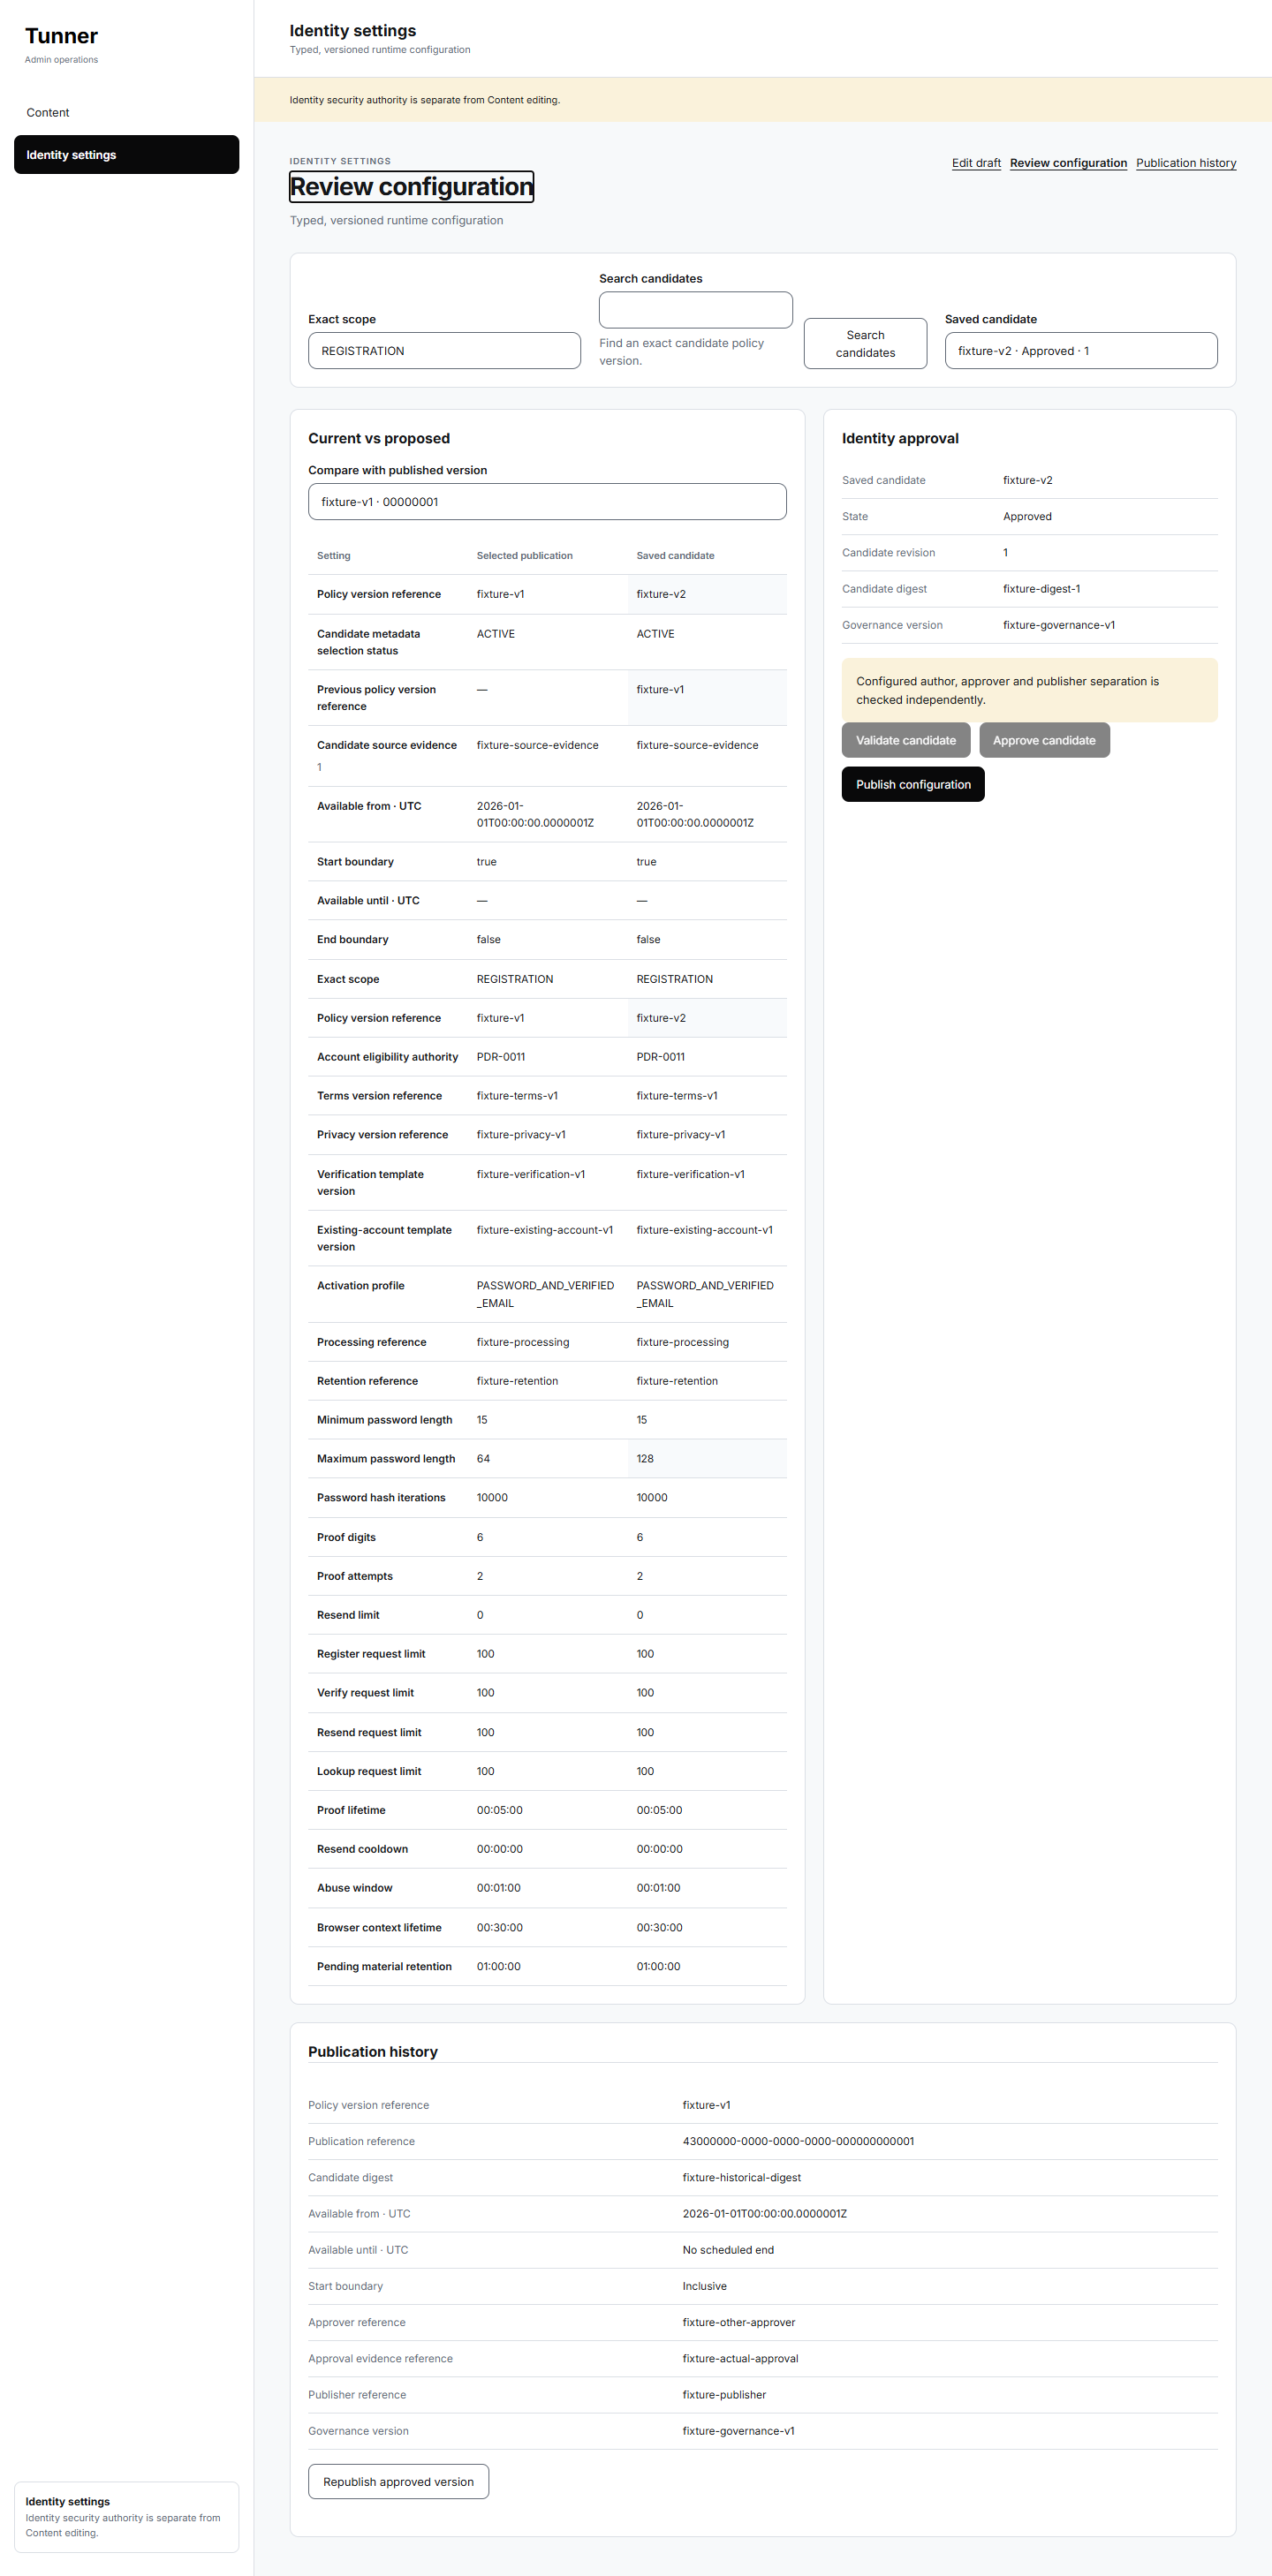 Tunner
Admin operations
Content
Identity settings
Identity settings
Typed, versioned runtime configuration
Identity security authority is separate from Content editing.
IDENTITY SETTINGS
Review configuration
Typed, versioned runtime configuration
Edit draft Review configuration Publication history
Exact scope
REGISTRATION
Search candidates
Find an exact candidate policy
version.
Search
candidates
Saved candidate
fixture-v2 · Approved · 1
Current vs proposed
Compare with published version
fixture-v1 · 00000001
Setting Selected publication Saved candidate
Policy version reference fixture-v1 fixture-v2
Candidate metadata
selection status ACTIVE ACTIVE
Previous policy version
reference — fixture-v1
Candidate source evidence fixture-source-evidence fixture-source-evidence
1
Available from · UTC 2026-01- 2026-01-
01T00:00:00.0000001Z 01T00:00:00.0000001Z
Start boundary true true
Available until · UTC — —
End boundary false false
Exact scope REGISTRATION REGISTRATION
Policy version reference fixture-v1 fixture-v2
Account eligibility authority PDR-0011 PDR-0011
Terms version reference fixture-terms-v1 fixture-terms-v1
Privacy version reference fixture-privacy-v1 fixture-privacy-v1
Verification template
version fixture-verification-v1 fixture-verification-v1
Existing-account template
version fixture-existing-account-v1 fixture-existing-account-v1
Activation profile PASSWORD_AND_VERIFIED PASSWORD_AND_VERIFIED
_EMAIL _EMAIL
Processing reference fixture-processing fixture-processing
Retention reference fixture-retention fixture-retention
Minimum password length 15 15
Maximum password length 64 128
Password hash iterations 10000 10000
Proof digits 6 6
Proof attempts 2 2
Resend limit 0 0
Register request limit 100 100
Verify request limit 100 100
Resend request limit 100 100
Lookup request limit 100 100
Proof lifetime 00:05:00 00:05:00
Resend cooldown 00:00:00 00:00:00
Abuse window 00:01:00 00:01:00
Browser context lifetime 00:30:00 00:30:00
Pending material retention 01:00:00 01:00:00
Identity approval
Saved candidate fixture-v2
State Approved
Candidate revision 1
Candidate digest fixture-digest-1
Governance version fixture-governance-v1
Configured author, approver and publisher separation is
checked independently.
Validate candidate Approve candidate
Publish configuration
Publication history
Policy version reference fixture-v1
Publication reference 43000000-0000-0000-0000-000000000001
Candidate digest fixture-historical-digest
Available from · UTC 2026-01-01T00:00:00.0000001Z
Available until · UTC No scheduled end
Start boundary Inclusive
Approver reference fixture-other-approver
Approval evidence reference fixture-actual-approval
Publisher reference fixture-publisher
Governance version fixture-governance-v1
Republish approved version
Identity settings
Identity security authority is separate from
Content editing.